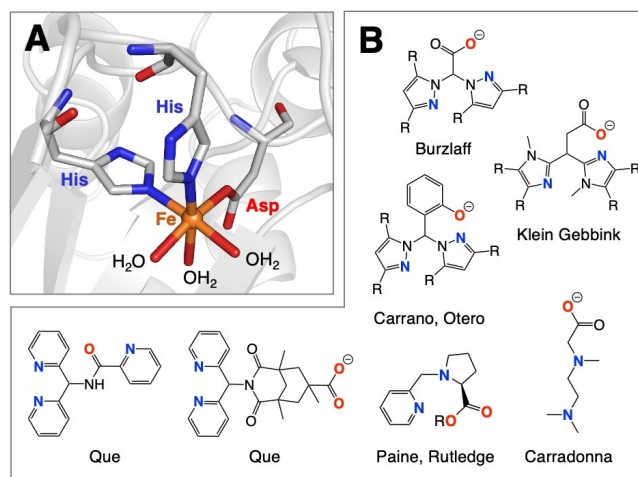 A
His
His
Asp
Fe
H₂O
OH₂
OH₂
B
O
O⊖
R
N
N
N
N
R
R
R
Burzlaff
O
O⊖
N
N
R
R
R
N
N
R
Klein Gebbink
O⊖
R
N
N
N
N
R
R
R
Carrano, Otero
N
O
N
NH
N
Que
N
O
N
O
O⊖
O
N
Que
N
N
RO
O
Paine, Rutledge
O⊖
O
N
N
Carradonna